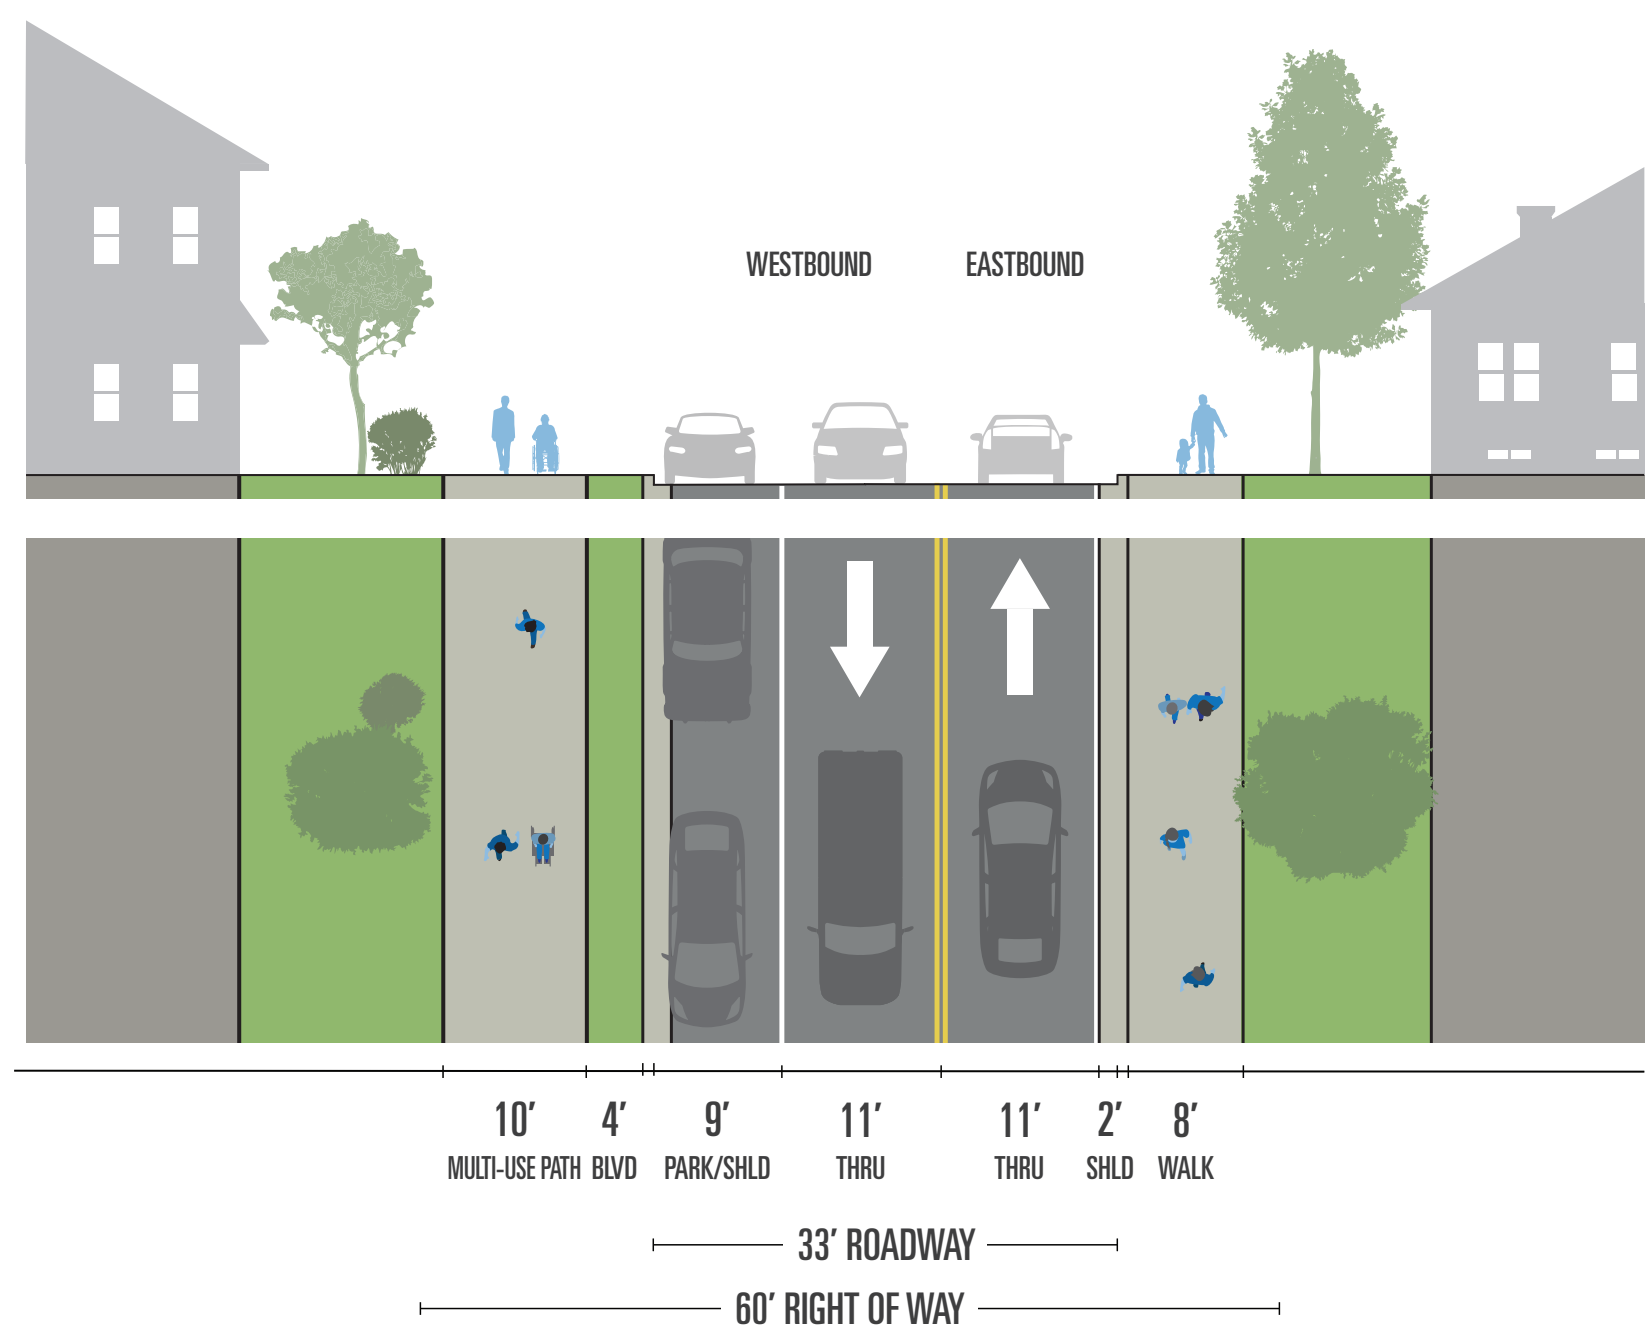 WESTBOUND EASTBOUND
10′ 4′ 9′ 11′ 11′ 2′ 8′
MULTI-USE PATH BLVD PARK/SHLD THRU THRU SHLD WALK
33′ ROADWAY
60′ RIGHT OF WAY